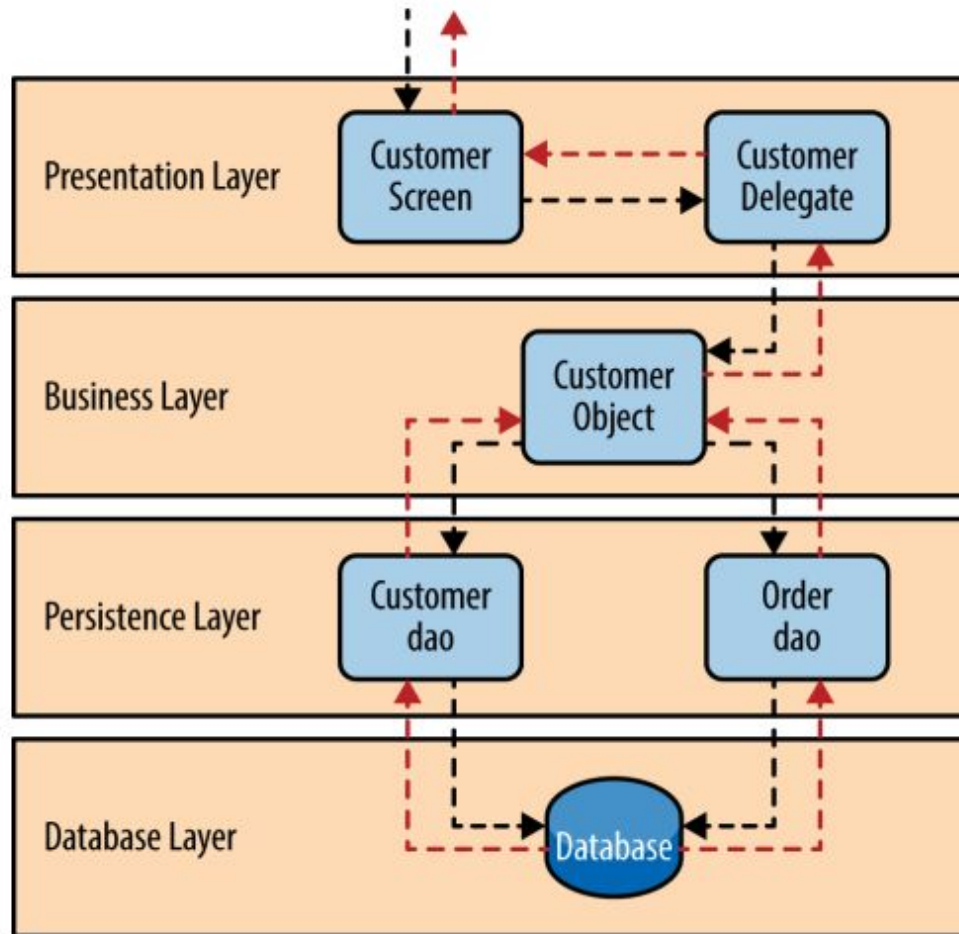 Presentation Layer
Customer
Screen
Customer
Delegate
Business Layer
Customer
Object
Persistence Layer
Customer
dao
Order
dao
Database Layer
Database